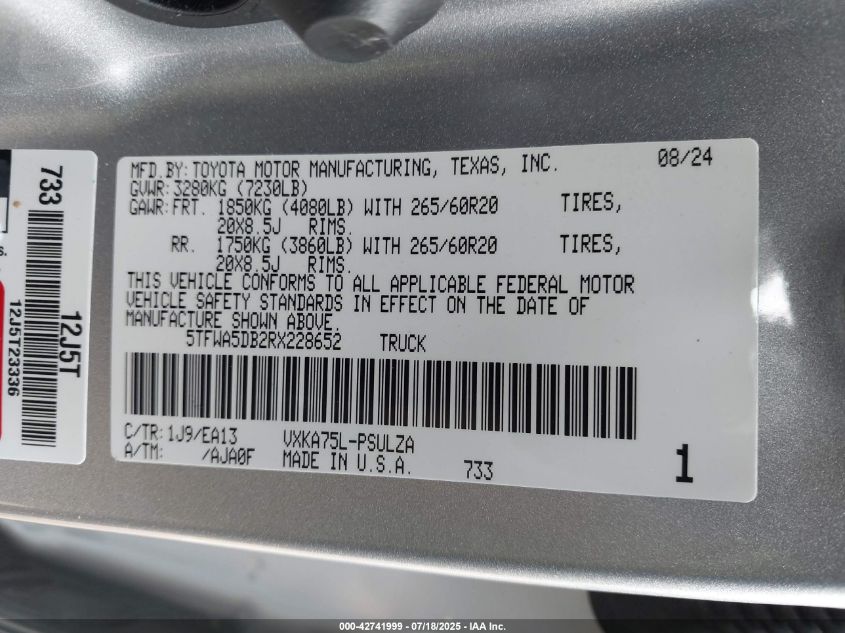 MFD.BY: TOYOTA MOTOR MANUFACTURING, TEXAS, INC. 08/24
GVWR: 3280KG (7230LB)
GAWR: FRT. 1850KG (4080LB) WITH 265/60R20 TIRES,
20X8.5J RIMS.
RR. 1750KG (3860LB) WITH 265/60R20 TIRES,
20X8.5J RIMS.
THIS VEHICLE CONFORMS TO ALL APPLICABLE FEDERAL MOTOR
VEHICLE SAFETY STANDARDS IN EFFECT ON THE DATE OF
MANUFACTURE SHOWN ABOVE.
5TFWA5DB2RX228652 TRUCK
C/TR: 1J9/EA13 VXKA75L-PSULZA
A/TM: /AJA0F MADE IN U.S.A. 733 1
733
12J5T
12J5T23336
000-42741999 / 07/18/2025 - IAA Inc.